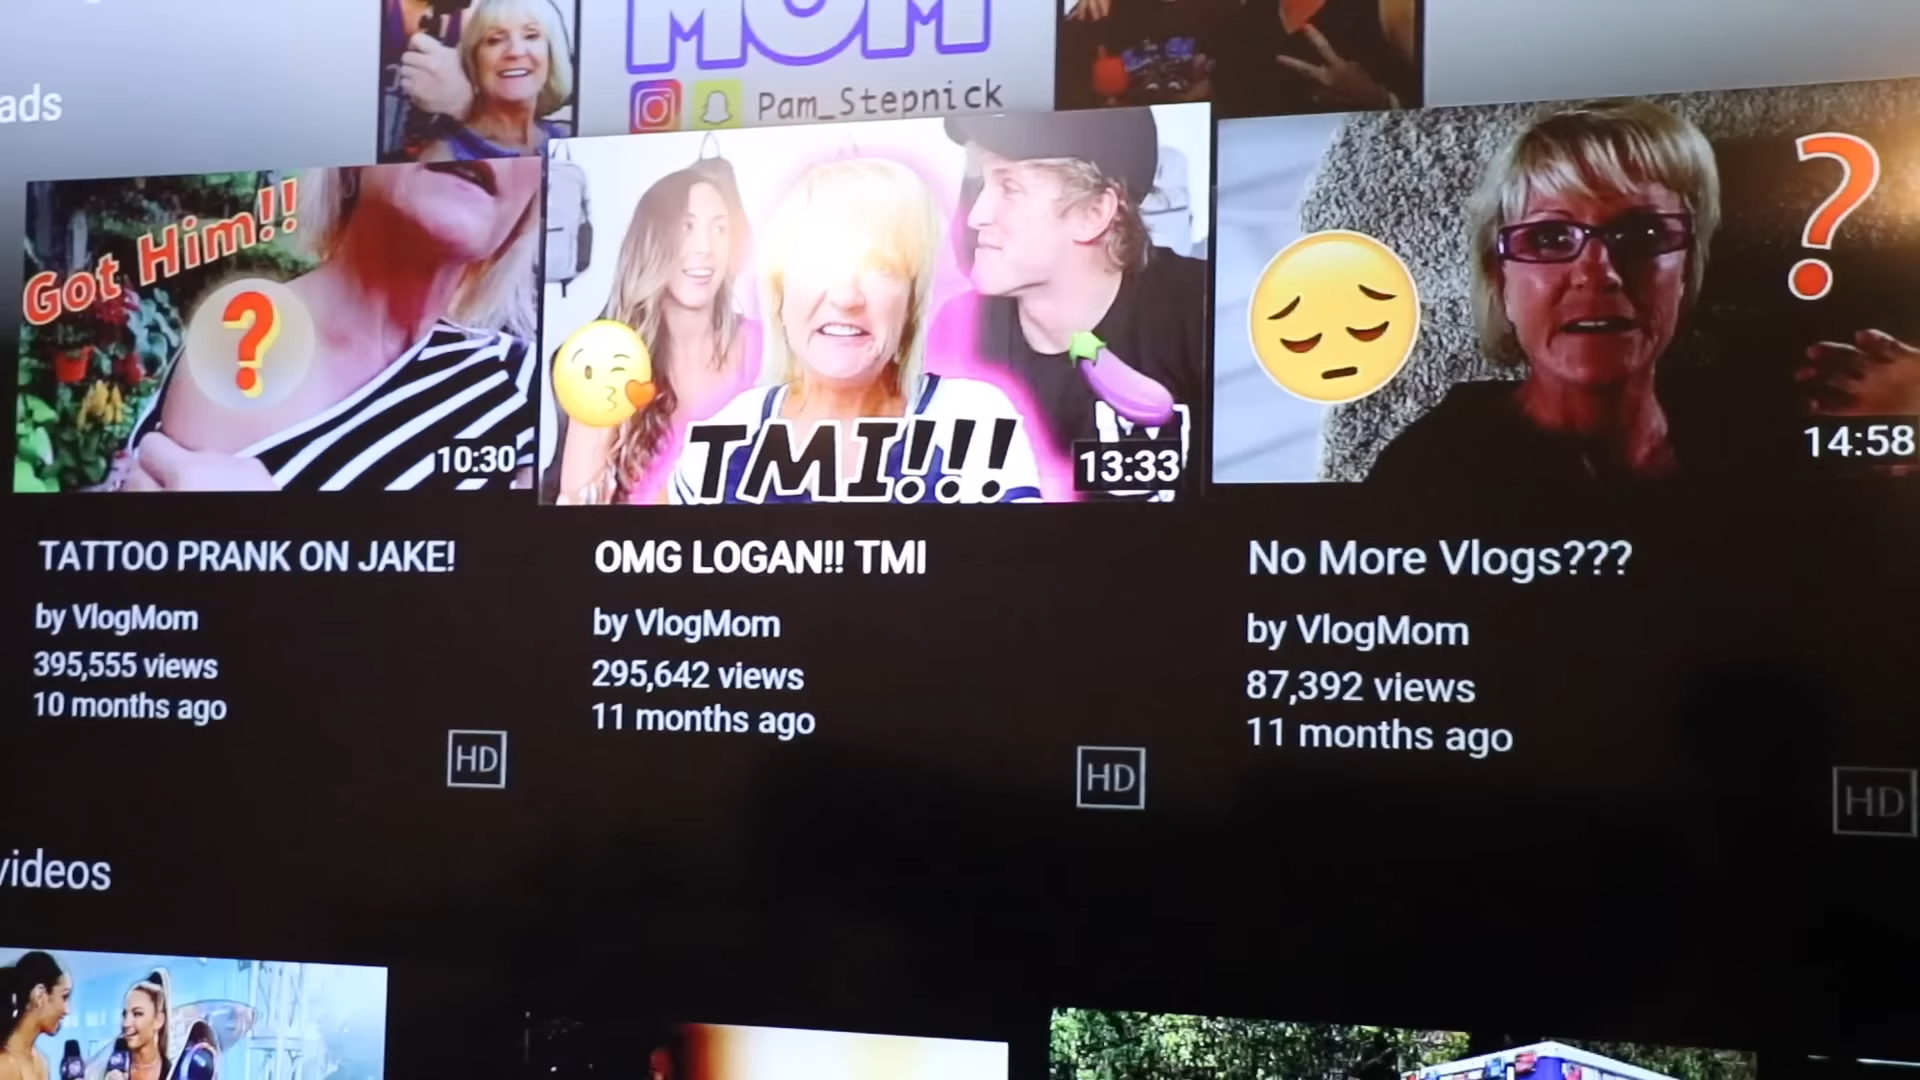 MOM
Pam_Stepnick
ads
Got Him!!
?
10:30
TMI!!!
13:33
?
14:58
TATTOO PRANK ON JAKE!
by VlogMom
395,555 views
10 months ago
HD
OMG LOGAN!! TMI
by VlogMom
295,642 views
11 months ago
HD
No More Vlogs???
by VlogMom
87,392 views
11 months ago
HD
videos